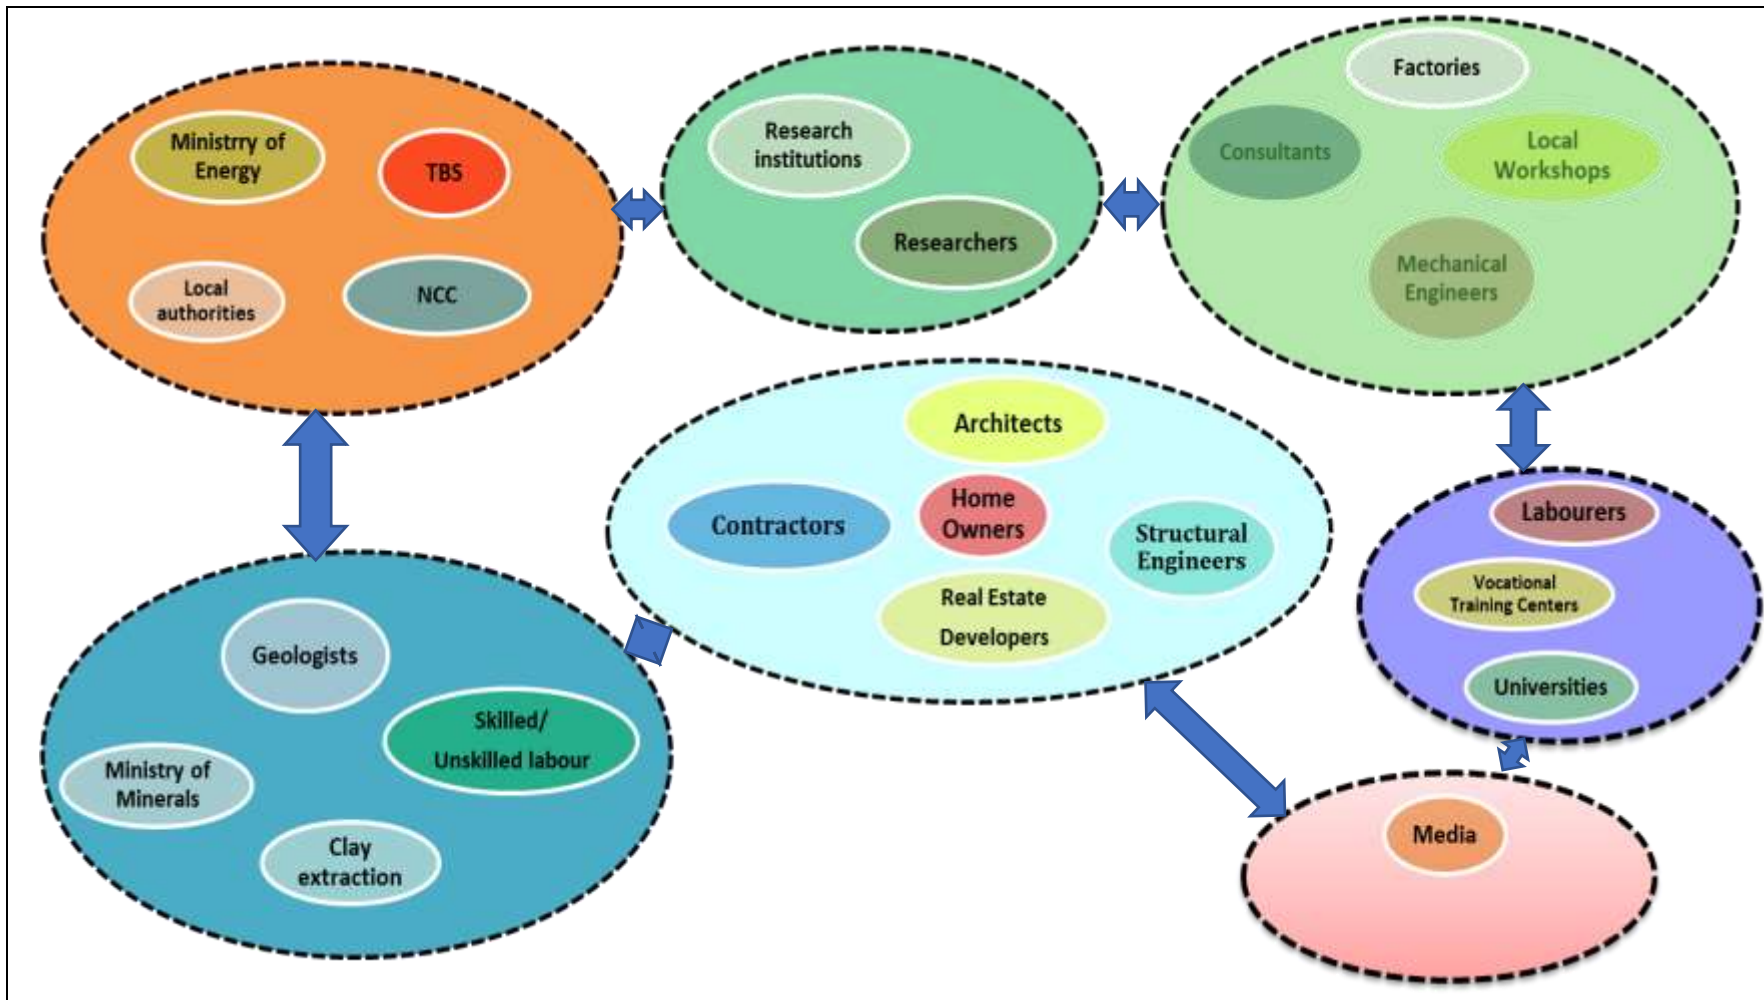 Ministrry of
Energy
TBS
Local
authorities
NCC
Research
institutions
Researchers
Factories
Consultants
Local
Workshops
Mechanical
Engineers
Architects
Contractors
Home
Owners
Structural
Engineers
Real Estate
Developers
Labourers
Vocational
Training Centers
Universities
Geologists
Skilled/
Unskilled labour
Ministry of
Minerals
Clay
extraction
Media